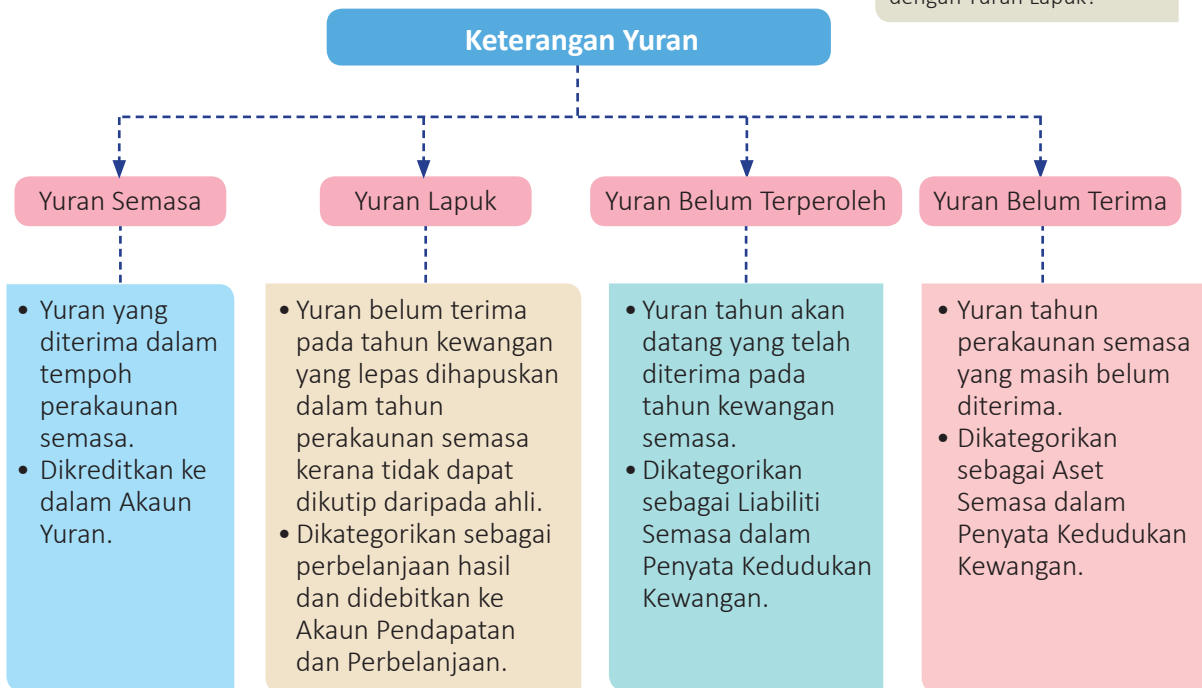 dengan Yuran Lapuk?
Keterangan Yuran
Yuran Semasa
• Yuran yang
diterima dalam
tempoh
perakaunan
semasa.
• Dikreditkan ke
dalam Akaun
Yuran.
Yuran Lapuk
• Yuran belum terima
pada tahun kewangan
yang lepas dihapuskan
dalam tahun
perakaunan semasa
kerana tidak dapat
dikutip daripada ahli.
• Dikategorikan sebagai
perbelanjaan hasil
dan didebitkan ke
Akaun Pendapatan
dan Perbelanjaan.
Yuran Belum Terperoleh
• Yuran tahun akan
datang yang telah
diterima pada
tahun kewangan
semasa.
• Dikategorikan
sebagai Liabiliti
Semasa dalam
Penyata Kedudukan
Kewangan.
Yuran Belum Terima
• Yuran tahun
perakaunan semasa
yang masih belum
diterima.
• Dikategorikan
sebagai Aset
Semasa dalam
Penyata Kedudukan
Kewangan.